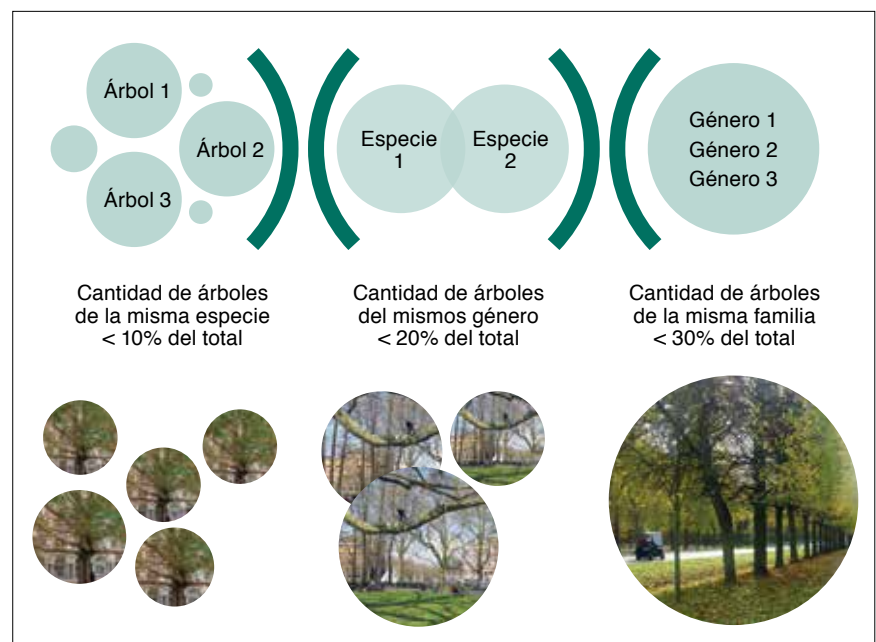 Árbol 1
Árbol 2
Árbol 3
Especie
1
Especie
2
Género 1
Género 2
Género 3
Cantidad de árboles
de la misma especie
< 10% del total
Cantidad de árboles
del mismos género
< 20% del total
Cantidad de árboles
de la misma familia
< 30% del total